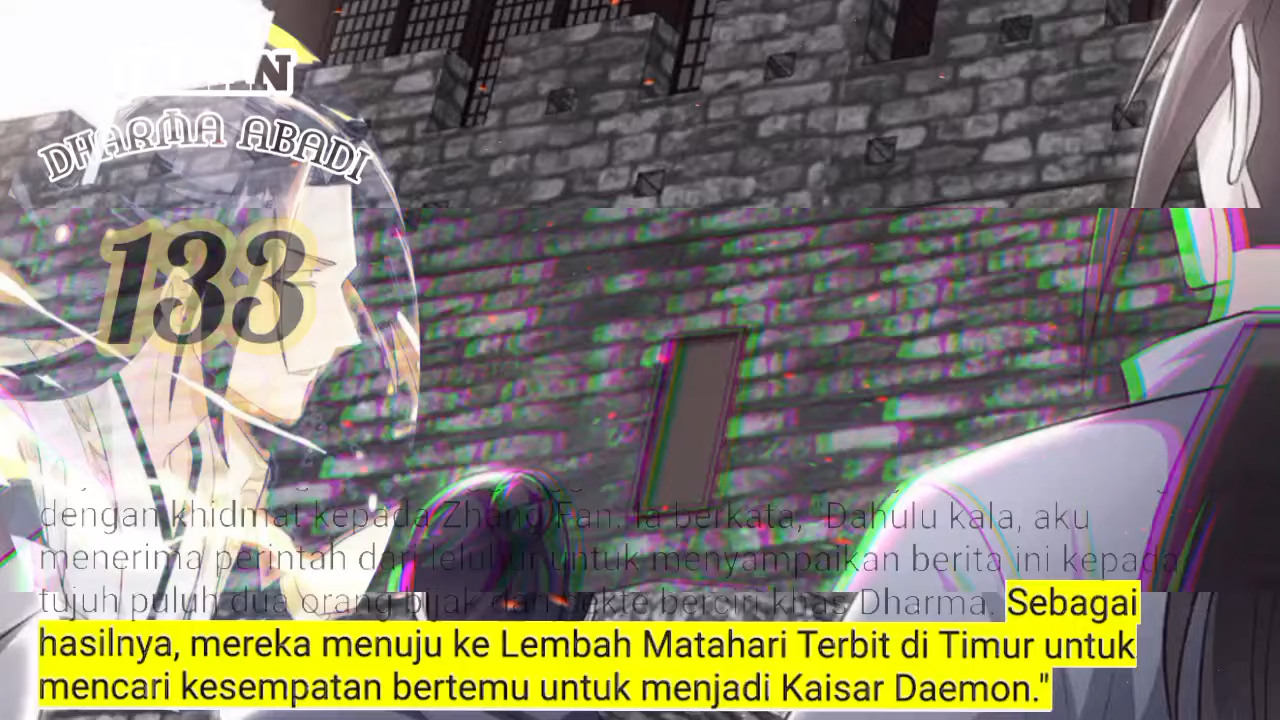 DHARMA ABADI
133
dengan khidmat kepada Zhang Fan. Ia berkata, "Dahulu kala, aku
menerima perintah dari leluhur untuk menyampaikan berita ini kepada
tujuh puluh dua orang bijak dari sekte berciri khas Dharma. Sebagai
hasilnya, mereka menuju ke Lembah Matahari Terbit di Timur untuk
mencari kesempatan bertemu untuk menjadi Kaisar Daemon."